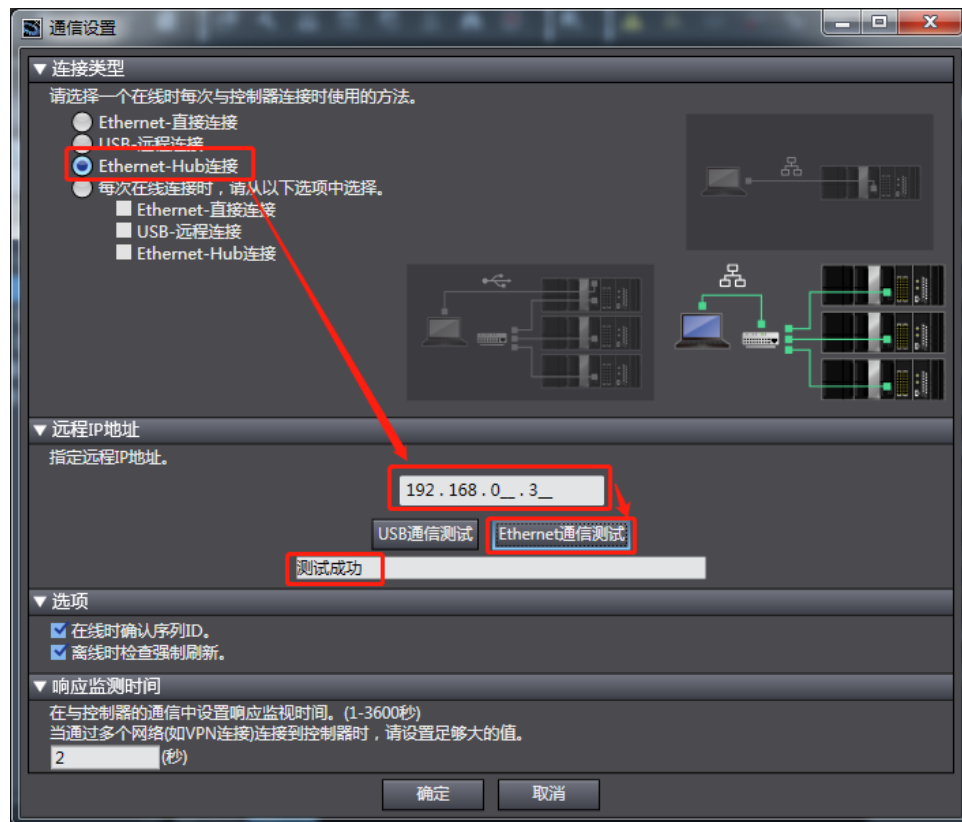 通信设置
▼连接类型
请选择一个在线时每次与控制器连接时使用的方法。
Ethernet-直接连接
USB-远程连接
Ethernet-Hub连接
每次在线连接时，请从以下选项中选择。
Ethernet-直接连接
USB-远程连接
Ethernet-Hub连接
▼远程IP地址
指定远程IP地址。
192.168.0__.3__
USB通信测试 Ethernet通信测试
测试成功
▼选项
在线时确认序列ID。
离线时检查强制刷新。
▼响应监测时间
在与控制器的通信中设置响应监视时间。(1-3600秒)
当通过多个网络(如VPN连接)连接到控制器时，请设置足够大的值。
2 (秒)
确定 取消